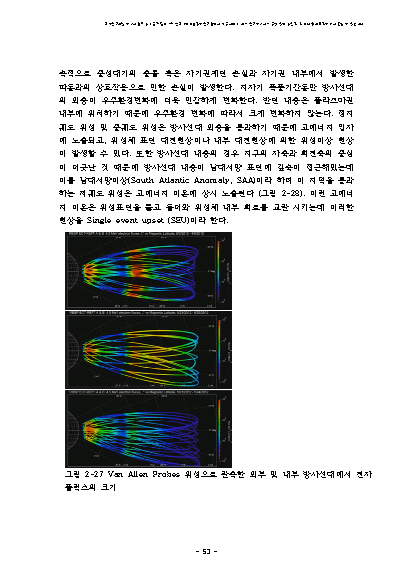 속적으로 중성대기의 충돌 혹은 자기권계면 손실과 자기권 내부에서 발생한
파동과의 상호작용으로 인한 손실이 발생한다. 지자기 폭풍기간동안 방사선대
의 외층이 우주환경변화에 더욱 민감하게 변화한다. 반면 내층은 플라즈마권
내부에 위치하기 때문에 우주환경 변화에 따라서 크게 변화하지 않는다. 정지
궤도 위성 및 중궤도 위성은 방사선대 외층을 통과하기 때문에 고에너지 입자
에 노출되고, 위성체 표면 대전현상이나 내부 대전현상에 의한 위성이상 현상
이 발생할 수 있다. 또한 방사선대 내층의 경우 지구의 자축과 회전축의 중심
이 어긋난 것 때문에 방사선대 내층이 남대서양 표면에 깊숙이 접근해있는데
이를 남대서양이상(South Atlantic Anomaly, SAA)이라 하며 이 지역을 통과
하는 저궤도 위성은 고에너지 이온에 상시 노출된다 (그림 2-28). 이런 고에너
지 이온은 위성표면을 뚫고 들어와 위성체 내부 회로를 교란 시키는데 이러한
현상을 Single event upset (SEU)이라 한다.
그림 2-27 Van Allen Probes 위성으로 관측한 외부 및 내부 방사선대에서 전자
플럭스의 크기
- 53 -